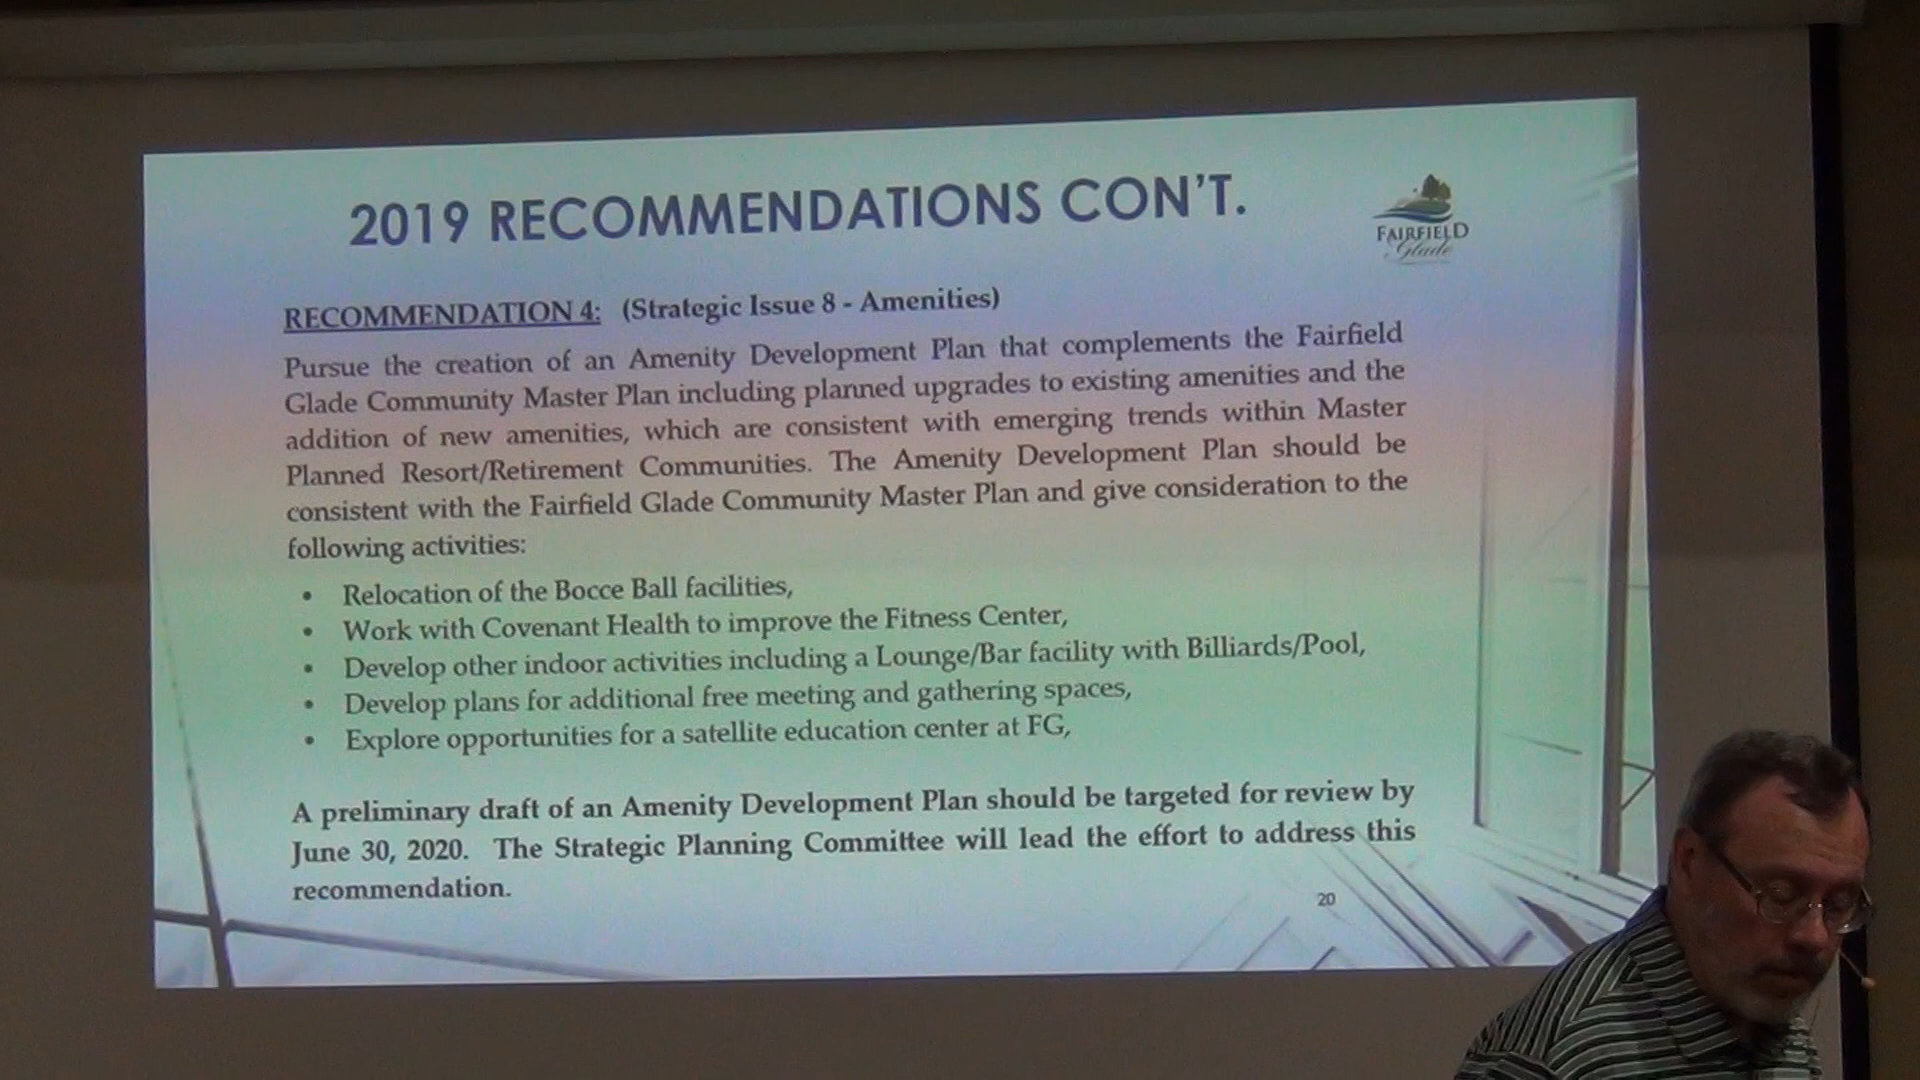 2019 RECOMMENDATIONS CON'T.
FAIRFIELD
Glade
RECOMMENDATION 4: (Strategic Issue 8 - Amenities)
Pursue the creation of an Amenity Development Plan that complements the Fairfield
Glade Community Master Plan including planned upgrades to existing amenities and the
addition of new amenities, which are consistent with emerging trends within Master
Planned Resort/Retirement Communities. The Amenity Development Plan should be
consistent with the Fairfield Glade Community Master Plan and give consideration to the
following activities:
• Relocation of the Bocce Ball facilities,
• Work with Covenant Health to improve the Fitness Center,
• Develop other indoor activities including a Lounge/Bar facility with Billiards/Pool,
• Develop plans for additional free meeting and gathering spaces,
• Explore opportunities for a satellite education center at FG,
A preliminary draft of an Amenity Development Plan should be targeted for review by
June 30, 2020. The Strategic Planning Committee will lead the effort to address this
recommendation.
20